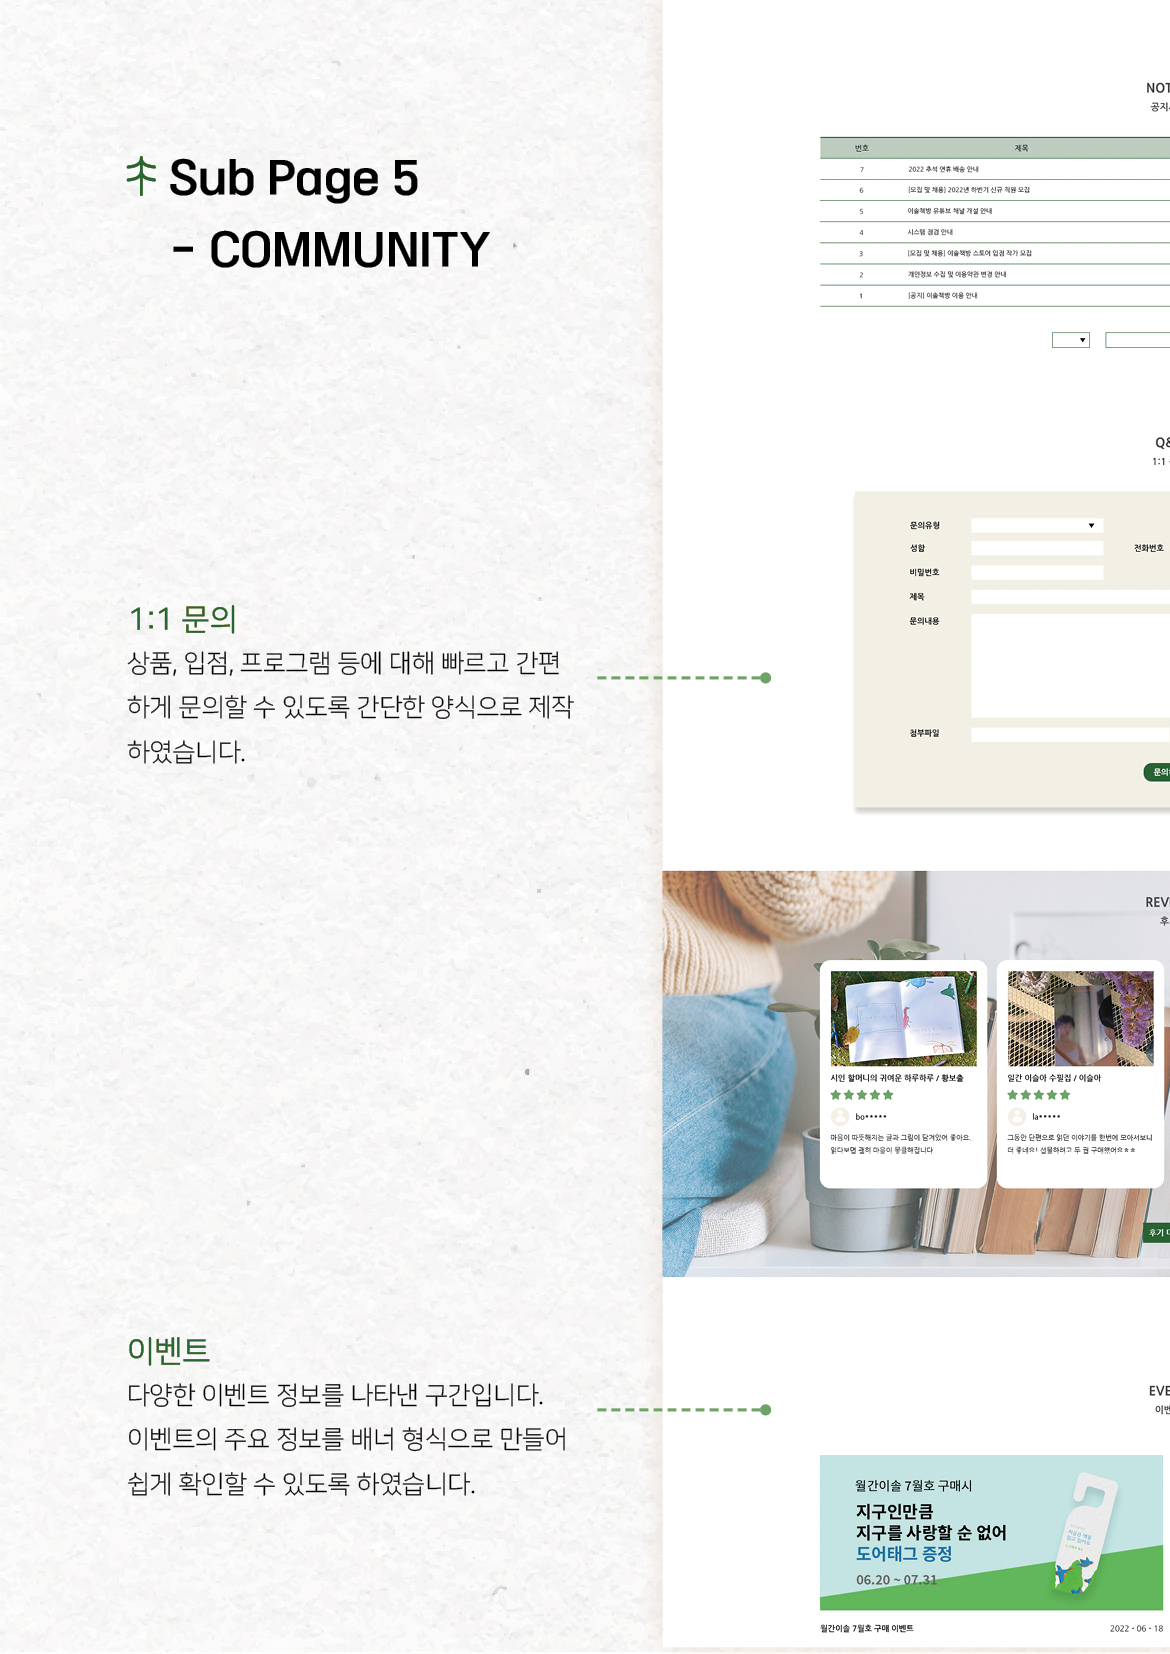 Sub Page 5
- COMMUNITY
1:1 문의
상품, 입점, 프로그램 등에 대해 빠르고 간편
하게 문의할 수 있도록 간단한 양식으로 제작
하였습니다.
이벤트
다양한 이벤트 정보를 나타낸 구간입니다.
이벤트의 주요 정보를 배너 형식으로 만들어
쉽게 확인할 수 있도록 하였습니다.
번호 제목
7 2022 추석 연휴 배송 안내
6 [모집 및 채용] 2022년 하반기 신규 직원 모집
5 이솔책방 유튜브 채널 개설 안내
4 시스템 점검 안내
3 [모집 및 채용] 이솔책방 스토어 입점 작가 모집
2 개인정보 수집 및 이용약관 변경 안내
1 [공지] 이솔책방 이용 안내
1:1
문의유형
성함 전화번호
비밀번호
제목
문의내용
첨부파일
시인 할머니의 귀여운 하루하루 / 황보출
bo•••••
마음이 따뜻해지는 글과 그림이 담겨있어 좋아요.
읽다보면 괜히 마음이 뭉클해집니다
일간 이슬아 수필집 / 이슬아
la•••••
그동안 단편으로 읽던 이야기를 한번에 모아서보니
더 좋네요! 선물하려고 두 권 구매했어요ㅎㅎ
후기
월간이솔 7월호 구매시
지구인만큼
지구를 사랑할 순 없어
도어태그 증정
06.20 ~ 07.31
월간이솔 7월호 구매 이벤트 2022 - 06 - 18